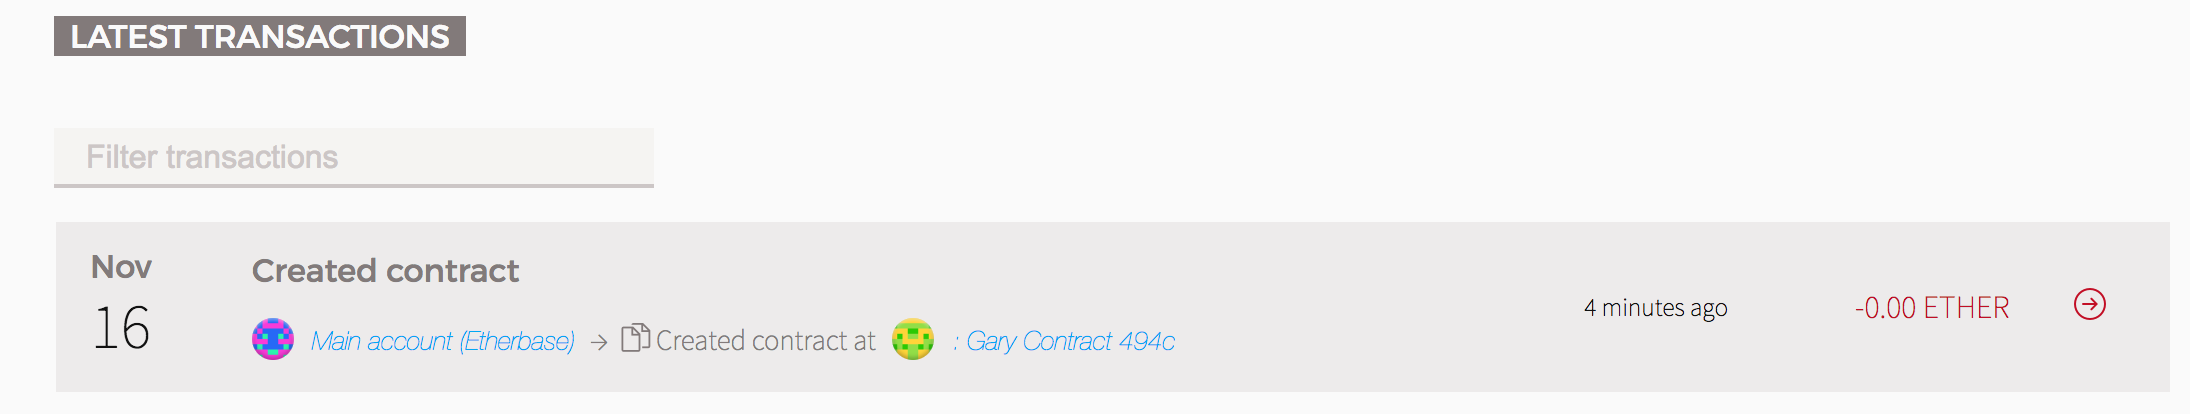 LATEST TRANSACTIONS
Filter transactions
Nov
16
Created contract
Main account (Etherbase) → Created contract at : Gary Contract 494c
4 minutes ago
-0.00 ETHER